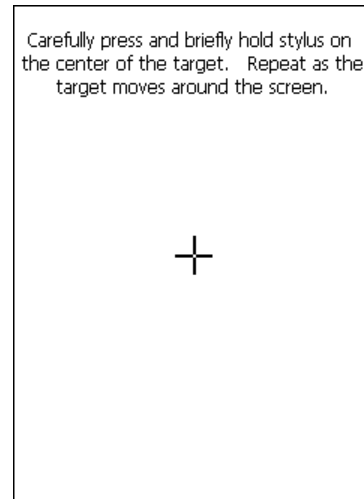 Carefully press and briefly hold stylus on
the center of the target.   Repeat as the
target moves around the screen.